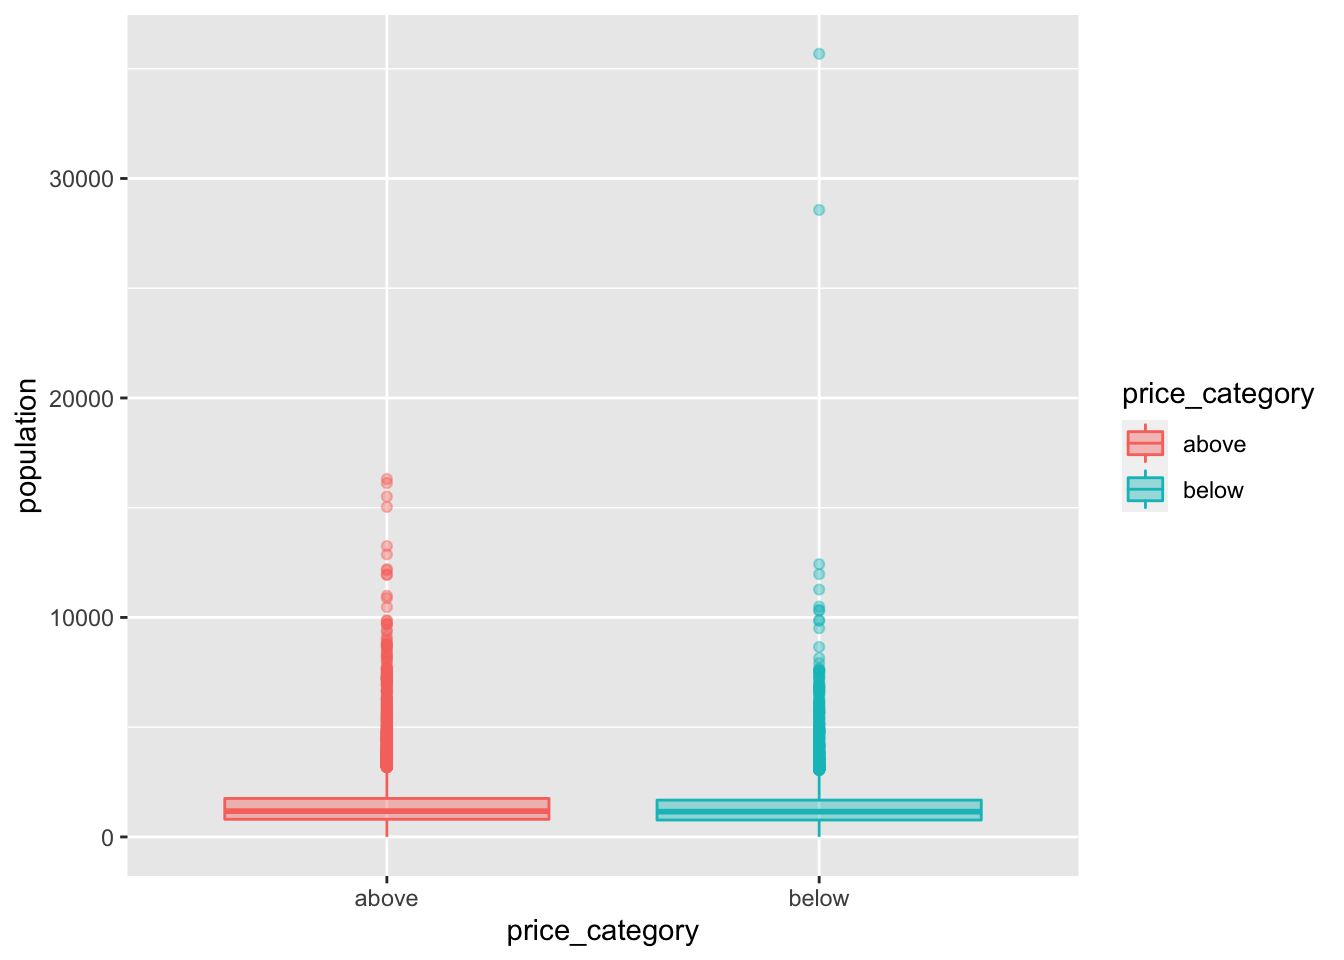 population
30000
20000
10000
0
above
below
price_category
price_category
above
below